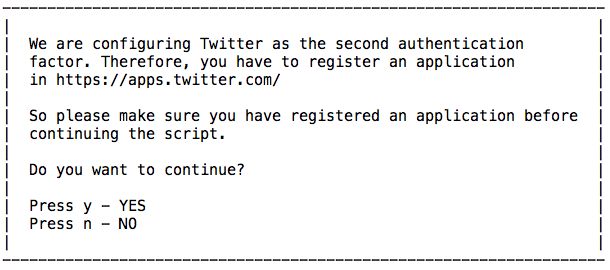 We are configuring Twitter as the second authentication
factor. Therefore, you have to register an application
in https://apps.twitter.com/
So please make sure you have registered an application before
continuing the script.
Do you want to continue?
Press y - YES
Press n - NO